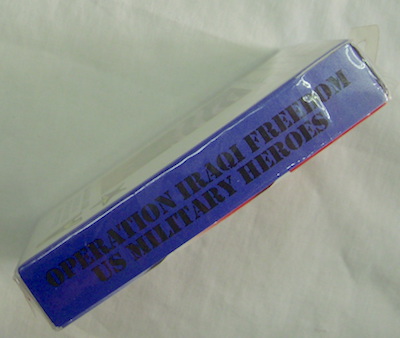 OPERATION IRAQI FREEDOM
US MILITARY HEROES